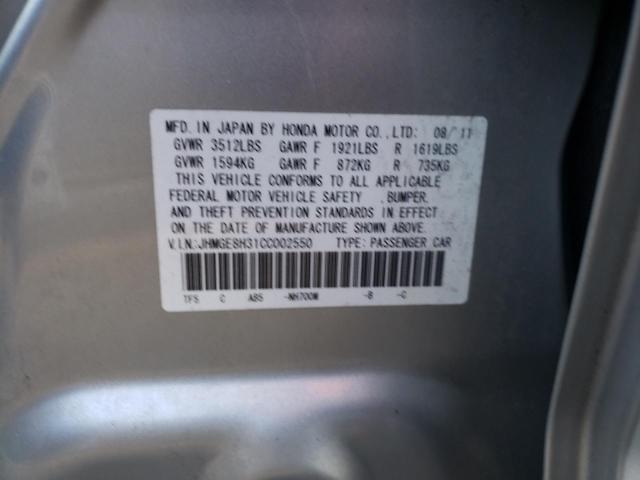 MFD. IN JAPAN BY HONDA MOTOR CO., LTD: 08/11
GVWR 3512LBS GAWR F 1921LBS R 1619LBS
GVWR 1594KG GAWR F 872KG R 735KG
THIS VEHICLE CONFORMS TO ALL APPLICABLE
FEDERAL MOTOR VEHICLE SAFETY , BUMPER,
AND THEFT PREVENTION STANDARDS IN EFFECT
ON THE DATE OF MANUFACTURE SHOWN ABOVE.
V.I.N:JHMGE8H31CC002550 TYPE: PASSENGER CAR
TF5 C AB5 -NH700M -B -C